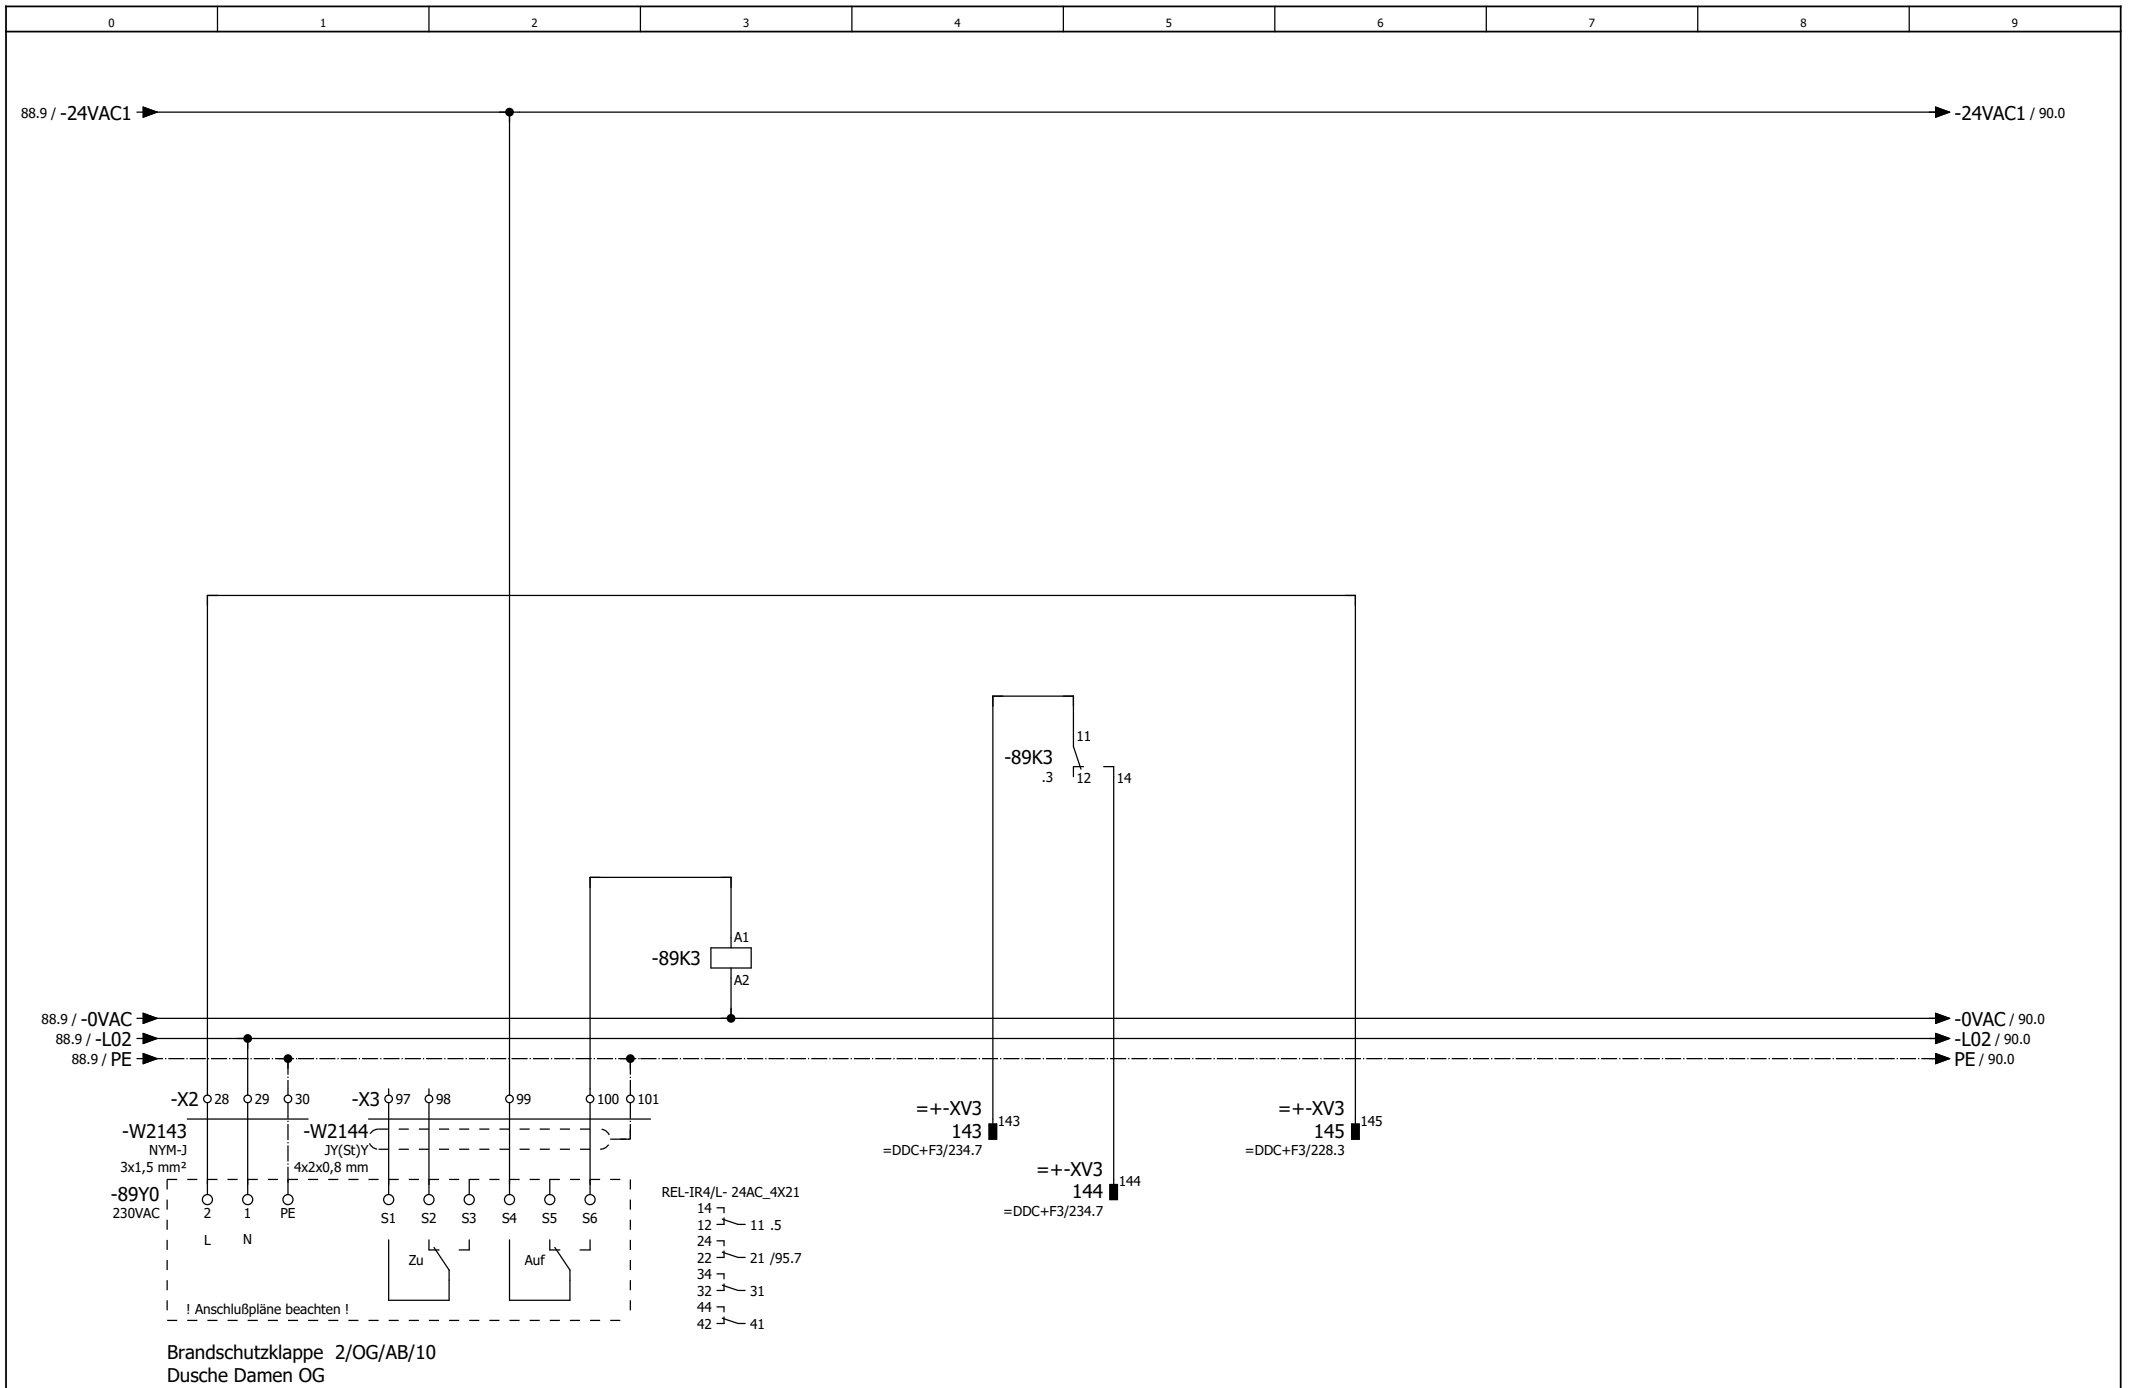 0 1 2 3 4 5 6 7 8 9
88.9 / -24VAC1
-24VAC1 / 90.0
11
-89K3
.3
12
14
A1
-89K3
A2
88.9 / -0VAC
-0VAC / 90.0
88.9 / -L02
-L02 / 90.0
88.9 / PE
PE / 90.0
-X2 28 29 30
-X3 97 98 99 100 101
-W2143
NYM-J
3x1,5 mm²
-W2144
JY(St)Y
4x2x0,8 mm
=+-XV3
143
143
=DDC+F3/234.7
=+-XV3
144
144
=DDC+F3/234.7
=+-XV3
145
145
=DDC+F3/228.3
-89Y0
230VAC
2 1 PE S1 S2 S3 S4 S5 S6
L N
Zu
Auf
! Anschlußpläne beachten !
REL-IR4/L- 24AC_4X21
14
12 11 .5
24
22 21 /95.7
34
32 31
44
42 41
Brandschutzklappe 2/OG/AB/10
Dusche Damen OG